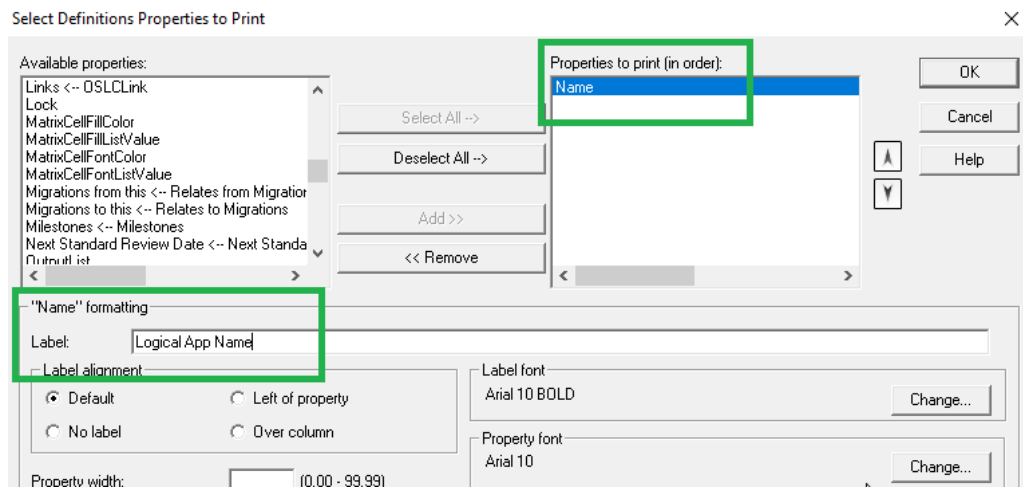 Select Definitions Properties to Print
Available properties:
Links <-- OSLCLink
Lock
MatrixCellFillColor
MatrixCellFillListValue
MatrixCellFontColor
MatrixCellFontListValue
Migrations from this <-- Relates from Migration
Migrations to this <-- Relates to Migrations
Milestones <-- Milestones
Next Standard Review Date <-- Next Standa
OutputList
Select All -->
Deselect All -->
Add >>
<< Remove
Properties to print (in order):
Name
OK
Cancel
Help
"Name" formatting
Label: Logical App Name
Label alignment
Default
Left of property
No label
Over column
Label font
Arial 10 BOLD
Change...
Property font
Arial 10
Change...
Property width: (0.00 - 99.99)